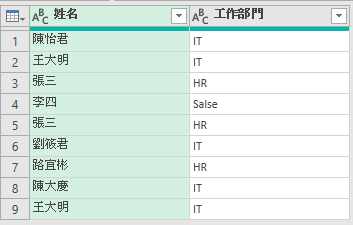 ABC 姓名 ABC 工作部門
1 陳怡君 IT
2 王大明 IT
3 張三 HR
4 李四 Salse
5 張三 HR
6 劉筱君 IT
7 路宜彬 HR
8 陳大慶 IT
9 王大明 IT